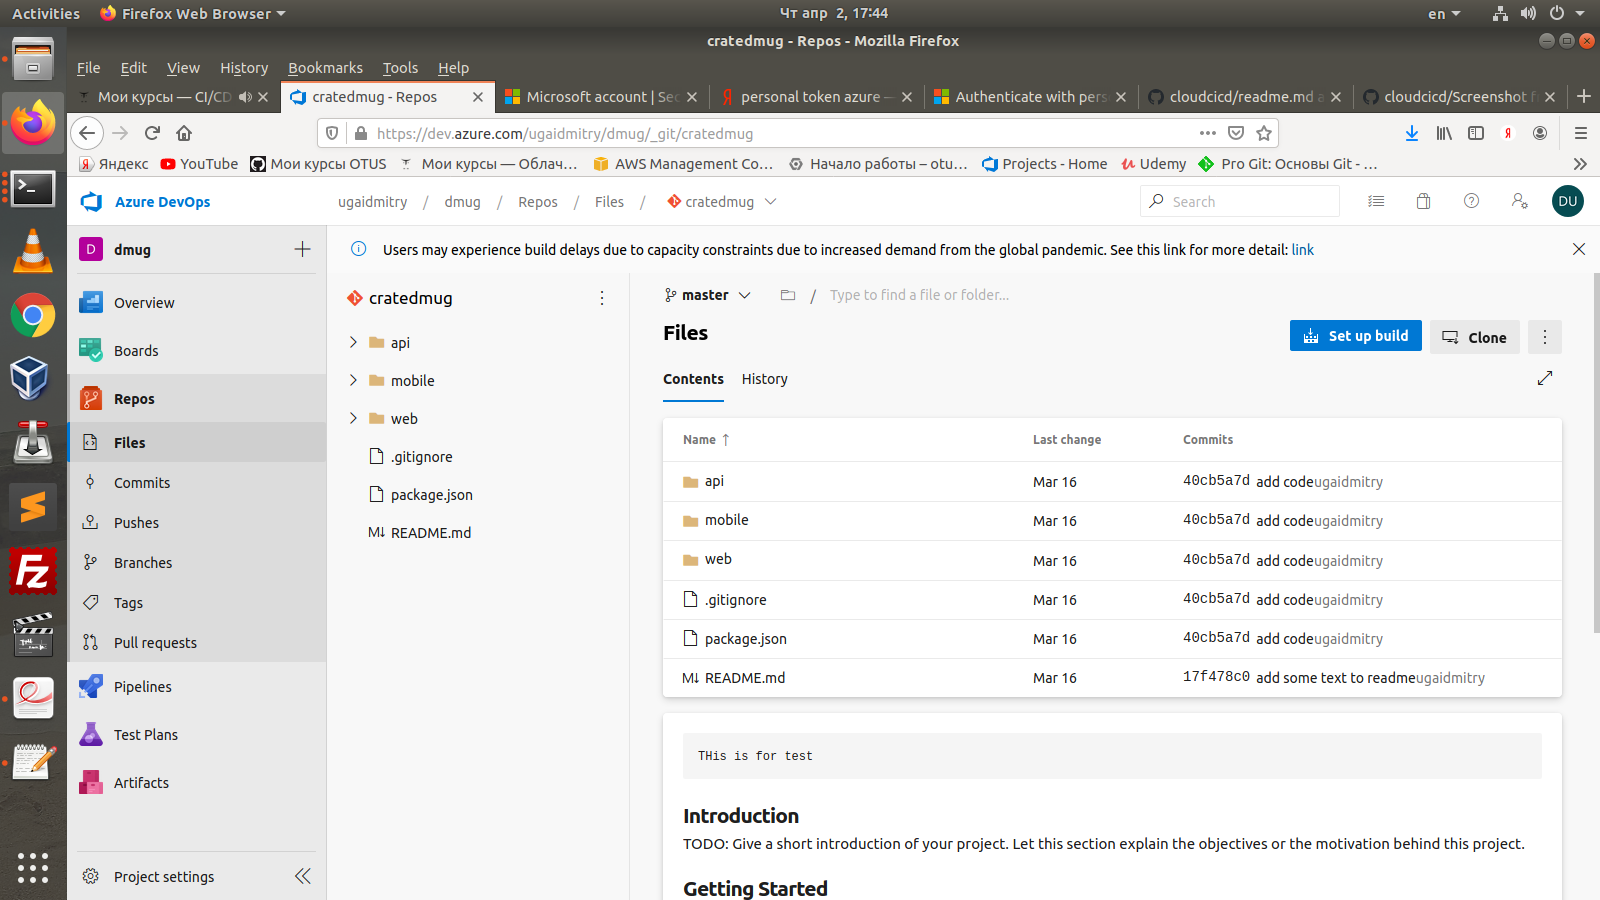 Activities Firefox Web Browser Чт апр 2, 17:44 en
cratedmug - Repos - Mozilla Firefox
File Edit View History Bookmarks Tools Help
Мои курсы — CI/CD cratedmug - Repos Microsoft account | Sec personal token azure — Authenticate with pers cloudcicd/readme.md a cloudcicd/Screenshot f
https://dev.azure.com/ugaidmitry/dmug/_git/cratedmug
Яндекс YouTube Мои курсы OTUS Мои курсы — Облач… AWS Management Co… Начало работы – otu… Projects - Home Udemy Pro Git: Основы Git - …
Azure DevOps ugaidmitry / dmug / Repos / Files / cratedmug Search DU
D dmug
Users may experience build delays due to capacity constraints due to increased demand from the global pandemic. See this link for more detail: link
Overview
Boards
Repos
Files
Commits
Pushes
Branches
Tags
Pull requests
Pipelines
Test Plans
Artifacts
Project settings
cratedmug
api
mobile
web
.gitignore
package.json
README.md
master / Type to find a file or folder...
Files
Set up build Clone
Contents History
Name ↑ Last change Commits
api Mar 16 40cb5a7d add codeugaidmitry
mobile Mar 16 40cb5a7d add codeugaidmitry
web Mar 16 40cb5a7d add codeugaidmitry
.gitignore Mar 16 40cb5a7d add codeugaidmitry
package.json Mar 16 40cb5a7d add codeugaidmitry
README.md Mar 16 17f478c0 add some text to readmeugaidmitry
THis is for test
Introduction
TODO: Give a short introduction of your project. Let this section explain the objectives or the motivation behind this project.
Getting Started